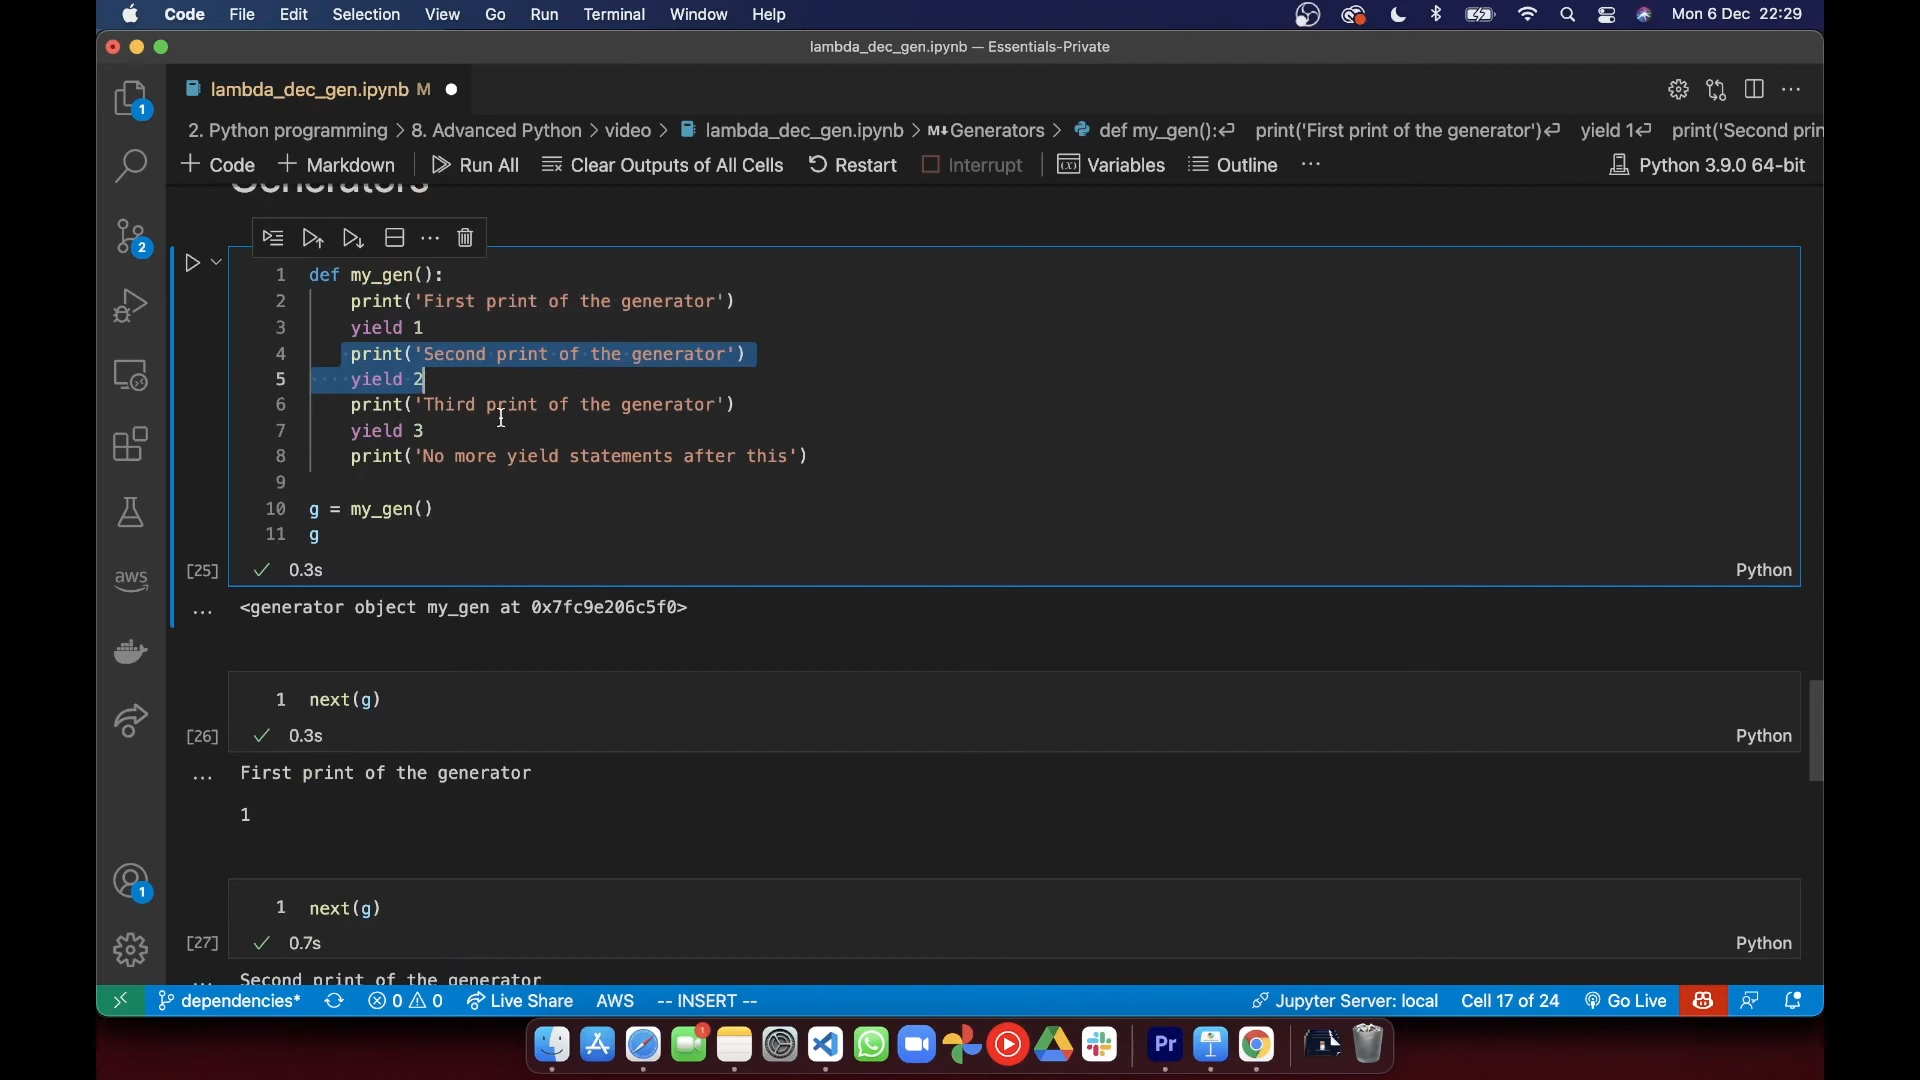 Code File Edit Selection View Go Run Terminal Window Help Mon 6 Dec 22:29
lambda_dec_gen.ipynb — Essentials-Private
lambda_dec_gen.ipynb M
2. Python programming > 8. Advanced Python > video > lambda_dec_gen.ipynb > M↓Generators > def my_gen():↵ print('First print of the generator')↵ yield 1↵ print('Second prin
+ Code + Markdown Run All Clear Outputs of All Cells Restart Interrupt Variables Outline ... Python 3.9.0 64-bit
Generators
1 def my_gen():
2 print('First print of the generator')
3 yield 1
4 print('Second print of the generator')
5 yield 2
6 print('Third print of the generator')
7 yield 3
8 print('No more yield statements after this')
9
10 g = my_gen()
11 g
[25] ✓ 0.3s Python
... <generator object my_gen at 0x7fc9e206c5f0>
1 next(g)
[26] ✓ 0.3s Python
... First print of the generator
1
1 next(g)
[27] ✓ 0.7s Python
... Second print of the generator
1
2
aws
1
dependencies* 0 0 Live Share AWS -- INSERT -- Jupyter Server: local Cell 17 of 24 Go Live
1
Pr